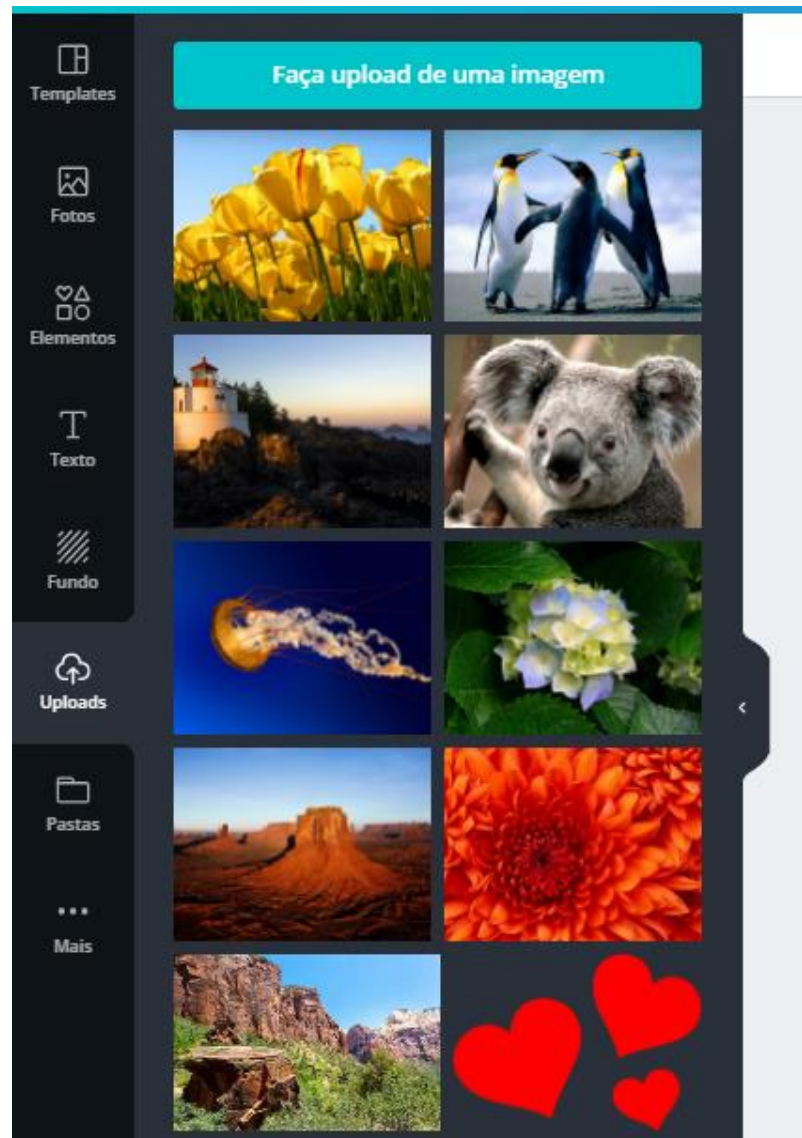 Faça upload de uma imagem
Templates
Fotos
Elementos
Texto
Fundo
Uploads
Pastas
Mais